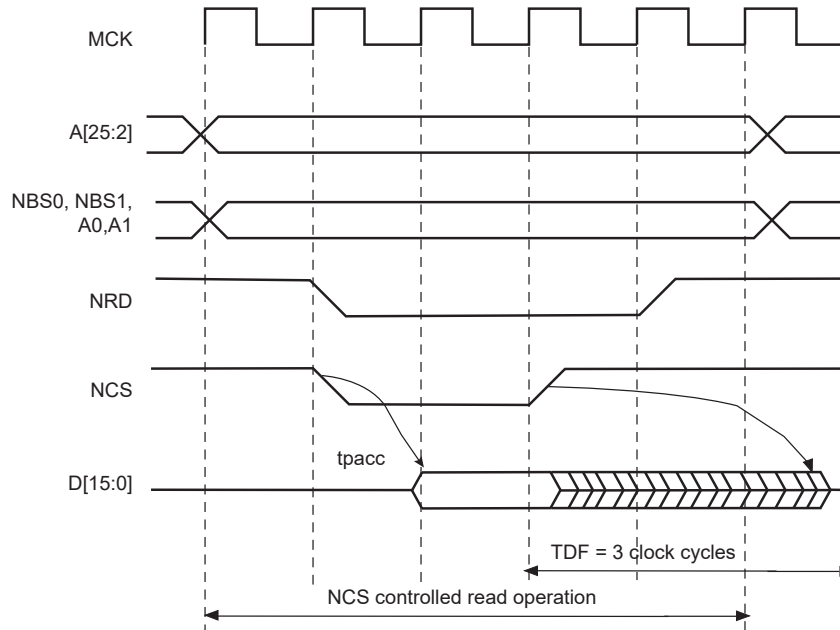 MCK
A[25:2]
NBS0, NBS1,
A0,A1
NRD
NCS
tpacc
D[15:0]
TDF = 3 clock cycles
NCS controlled read operation